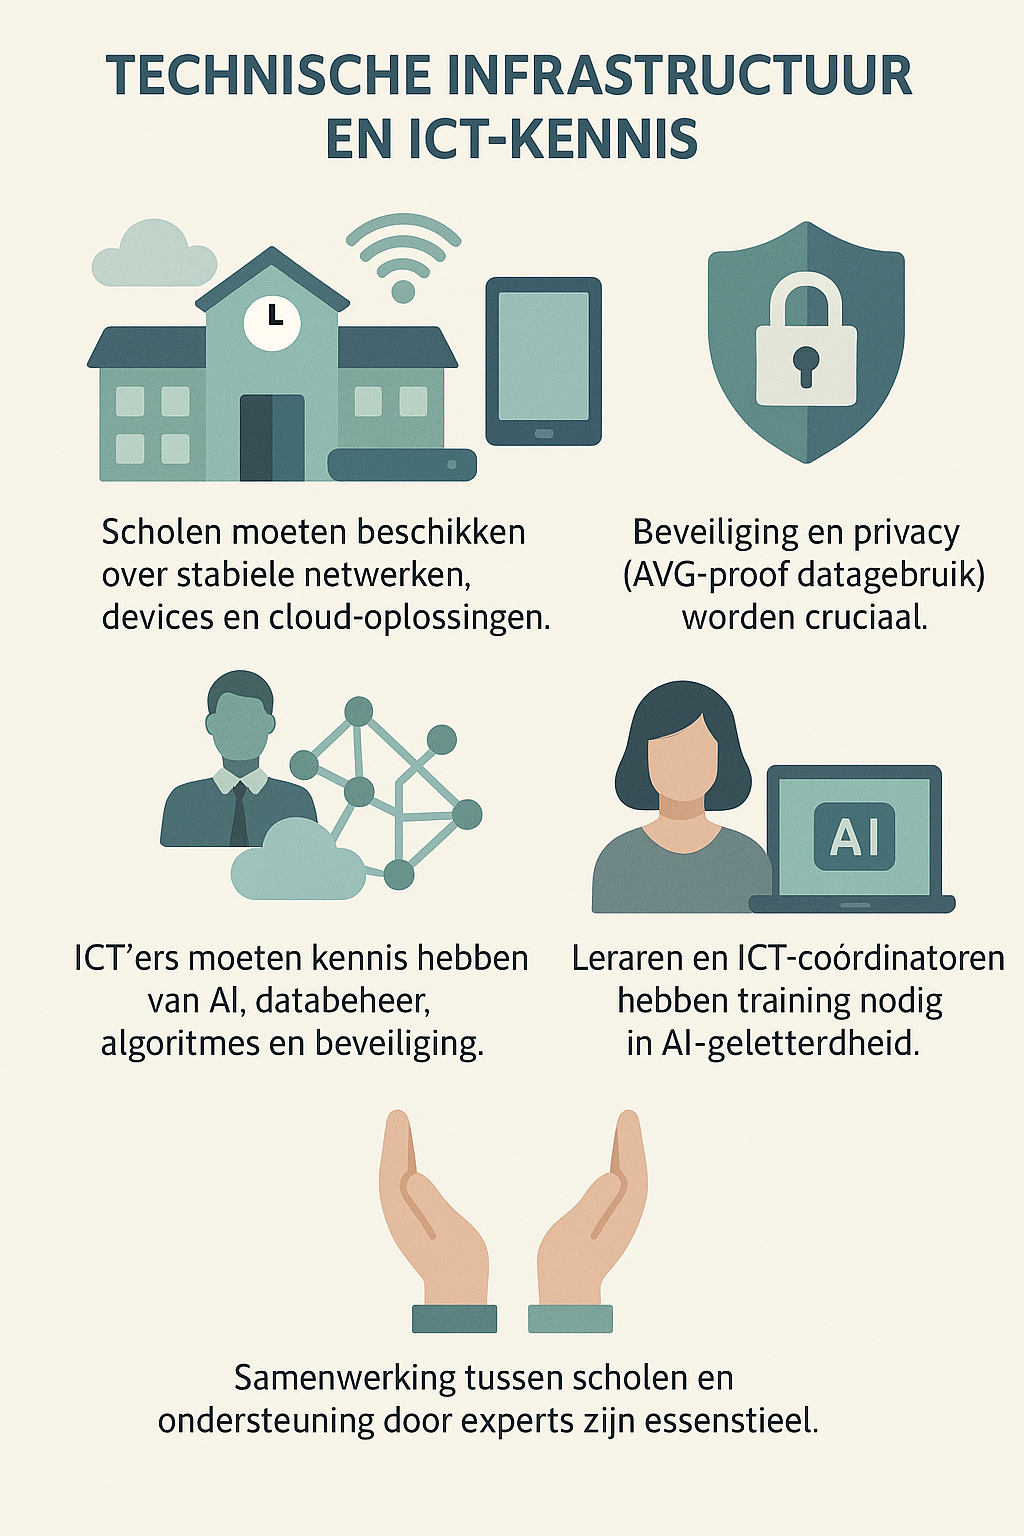 TECHNISCHE INFRASTRUCTUUR
EN ICT-KENNIS
Scholen moeten beschikken
over stabiele netwerken,
devices en cloud-oplossingen.
Beveiliging en privacy
(AVG-proof datagebruik)
worden cruciaal.
AI
ICT’ers moeten kennis hebben
van AI, databeheer,
algoritmes en beveiliging.
Leraren en ICT-coórdinatoren
hebben training nodig
in AI-geletterdheid.
Samenwerking tussen scholen en
ondersteuning door experts zijn essenstieel.